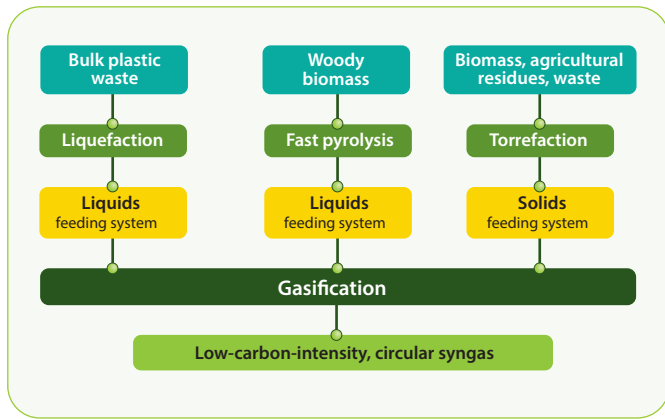 Bulk plastic
waste
Woody
biomass
Biomass, agricultural
residues, waste
Liquefaction
Fast pyrolysis
Torrefaction
Liquids
feeding system
Liquids
feeding system
Solids
feeding system
Gasification
Low-carbon-intensity, circular syngas